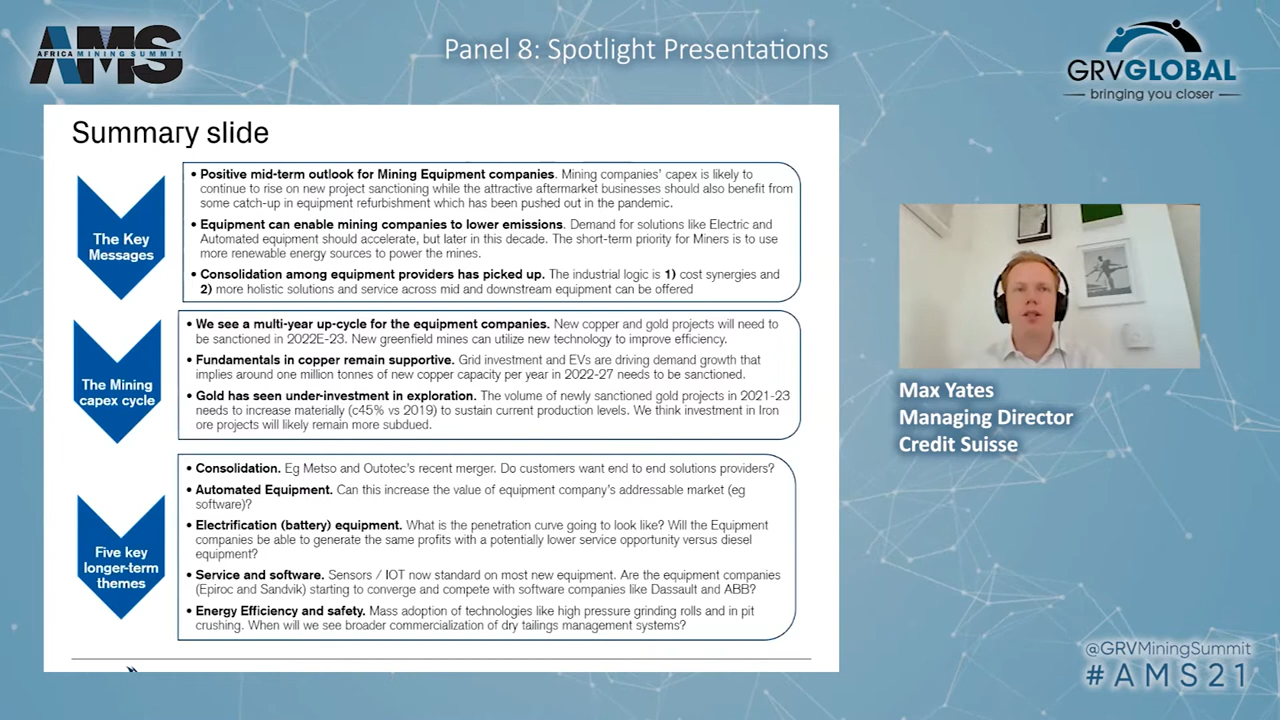 AMS
AFRICA MINING SUMMIT
Panel 8: Spotlight Presentations
GRVGLOBAL
bringing you closer
Summary slide
The Key
Messages
• Positive mid-term outlook for Mining Equipment companies. Mining companies' capex is likely to
continue to rise on new project sanctioning while the attractive aftermarket businesses should also benefit from
some catch-up in equipment refurbishment which has been pushed out in the pandemic.
• Equipment can enable mining companies to lower emissions. Demand for solutions like Electric and
Automated equipment should accelerate, but later in this decade. The short-term priority for Miners is to use
more renewable energy sources to power the mines.
• Consolidation among equipment providers has picked up. The industrial logic is 1) cost synergies and
2) more holistic solutions and service across mid and downstream equipment can be offered
The Mining
capex cycle
• We see a multi-year up-cycle for the equipment companies. New copper and gold projects will need to
be sanctioned in 2022E-23. New greenfield mines can utilize new technology to improve efficiency.
• Fundamentals in copper remain supportive. Grid investment and EVs are driving demand growth that
implies around one million tonnes of new copper capacity per year in 2022-27 needs to be sanctioned.
• Gold has seen under-investment in exploration. The volume of newly sanctioned gold projects in 2021-23
needs to increase materially (c45% vs 2019) to sustain current production levels. We think investment in Iron
ore projects will likely remain more subdued.
Five key
longer-term
themes
• Consolidation. Eg Metso and Outotec's recent merger. Do customers want end to end solutions providers?
• Automated Equipment. Can this increase the value of equipment company's addressable market (eg
software)?
• Electrification (battery) equipment. What is the penetration curve going to look like? Will the Equipment
companies be able to generate the same profits with a potentially lower service opportunity versus diesel
equipment?
• Service and software. Sensors / IOT now standard on most new equipment. Are the equipment companies
(Epiroc and Sandvik) starting to converge and compete with software companies like Dassault and ABB?
• Energy Efficiency and safety. Mass adoption of technologies like high pressure grinding rolls and in pit
crushing. When will we see broader commercialization of dry tailings management systems?
Max Yates
Managing Director
Credit Suisse
@GRVMiningSummit
#AMS21